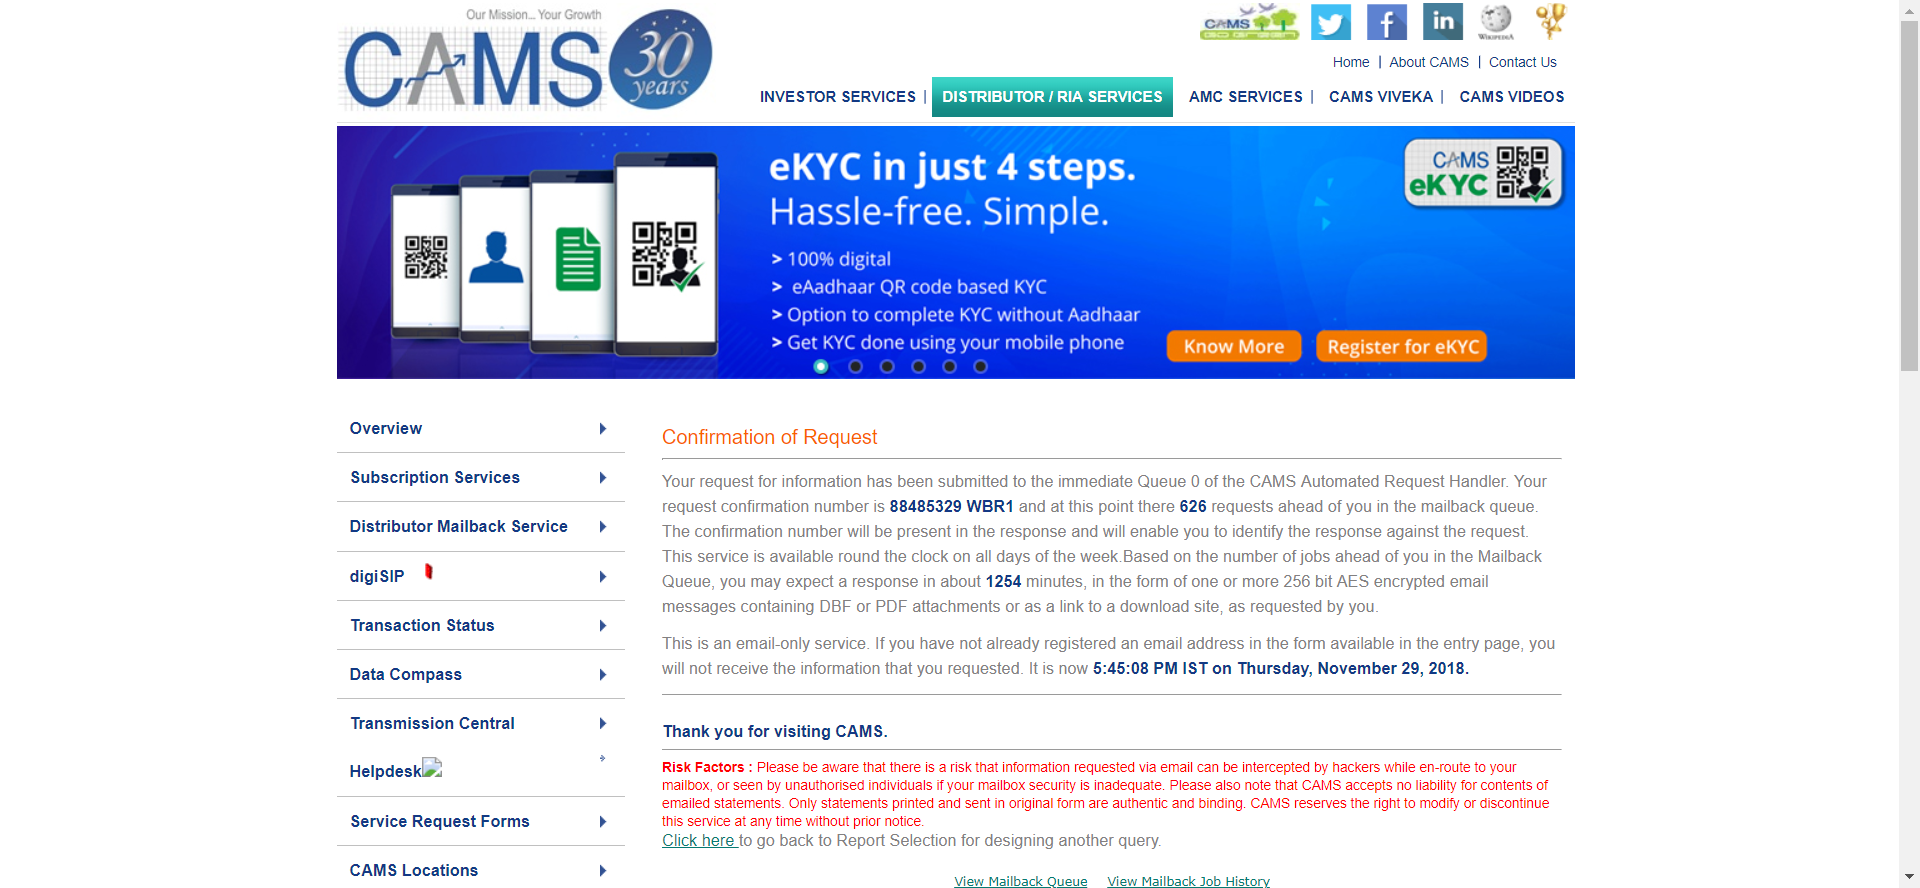 Our Mission... Your Growth
CAMS
30
years
CAMS
GO GREEN
WIKIPEDIA
Home | About CAMS | Contact Us
INVESTOR SERVICES | DISTRIBUTOR / RIA SERVICES AMC SERVICES | CAMS VIVEKA | CAMS VIDEOS
eKYC in just 4 steps.
Hassle-free. Simple.
> 100% digital
> eAadhaar QR code based KYC
> Option to complete KYC without Aadhaar
> Get KYC done using your mobile phone
CAMS
eKYC
Know More
Register for eKYC
Overview
Subscription Services
Distributor Mailback Service
digiSIP
Transaction Status
Data Compass
Transmission Central
Helpdesk
Service Request Forms
CAMS Locations
Confirmation of Request
Your request for information has been submitted to the immediate Queue 0 of the CAMS Automated Request Handler. Your
request confirmation number is 88485329 WBR1 and at this point there 626 requests ahead of you in the mailback queue.
The confirmation number will be present in the response and will enable you to identify the response against the request.
This service is available round the clock on all days of the week.Based on the number of jobs ahead of you in the Mailback
Queue, you may expect a response in about 1254 minutes, in the form of one or more 256 bit AES encrypted email
messages containing DBF or PDF attachments or as a link to a download site, as requested by you.
This is an email-only service. If you have not already registered an email address in the form available in the entry page, you
will not receive the information that you requested. It is now 5:45:08 PM IST on Thursday, November 29, 2018.
Thank you for visiting CAMS.
Risk Factors : Please be aware that there is a risk that information requested via email can be intercepted by hackers while en-route to your
mailbox, or seen by unauthorised individuals if your mailbox security is inadequate. Please also note that CAMS accepts no liability for contents of
emailed statements. Only statements printed and sent in original form are authentic and binding. CAMS reserves the right to modify or discontinue
this service at any time without prior notice.
Click here to go back to Report Selection for designing another query.
View Mailback Queue View Mailback Job History